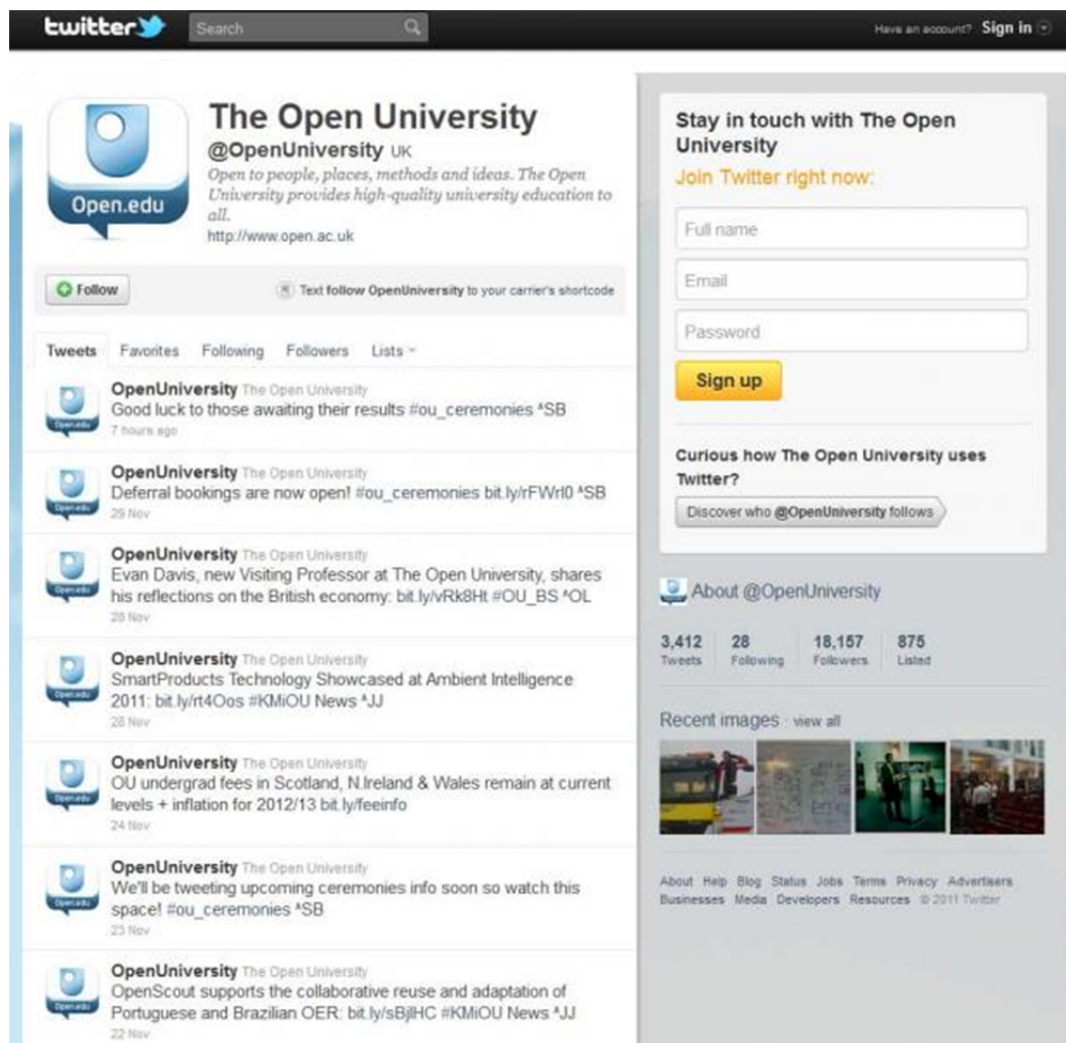 twitter
Search
Have an account? Sign in
Open.edu
The Open University
@OpenUniversity UK
Open to people, places, methods and ideas. The Open
University provides high-quality university education to
all.
http://www.open.ac.uk
Follow
Text follow OpenUniversity to your carrier's shortcode
Tweets Favorites Following Followers Lists
OpenUniversity The Open University
Good luck to those awaiting their results #ou_ceremonies ^SB
7 hours ago
OpenUniversity The Open University
Deferral bookings are now open! #ou_ceremonies bit.ly/rFWrl0 ^SB
29 Nov
OpenUniversity The Open University
Evan Davis, new Visiting Professor at The Open University, shares
his reflections on the British economy: bit.ly/vRk8Ht #OU_BS ^OL
28 Nov
OpenUniversity The Open University
SmartProducts Technology Showcased at Ambient Intelligence
2011: bit.ly/rt4Oos #KMiOU News ^JJ
28 Nov
OpenUniversity The Open University
OU undergrad fees in Scotland, N.Ireland & Wales remain at current
levels + inflation for 2012/13 bit.ly/feeinfo
24 Nov
OpenUniversity The Open University
We'll be tweeting upcoming ceremonies info soon so watch this
space! #ou_ceremonies ^SB
23 Nov
OpenUniversity The Open University
OpenScout supports the collaborative reuse and adaptation of
Portuguese and Brazilian OER: bit.ly/sBjlHC #KMiOU News ^JJ
22 Nov
Stay in touch with The Open
University
Join Twitter right now:
Full name
Email
Password
Sign up
Curious how The Open University uses
Twitter?
Discover who @OpenUniversity follows
About @OpenUniversity
3,412 28 18,157 875
Tweets Following Followers Listed
Recent images · view all
About Help Blog Status Jobs Terms Privacy Advertisers
Businesses Media Developers Resources © 2011 Twitter